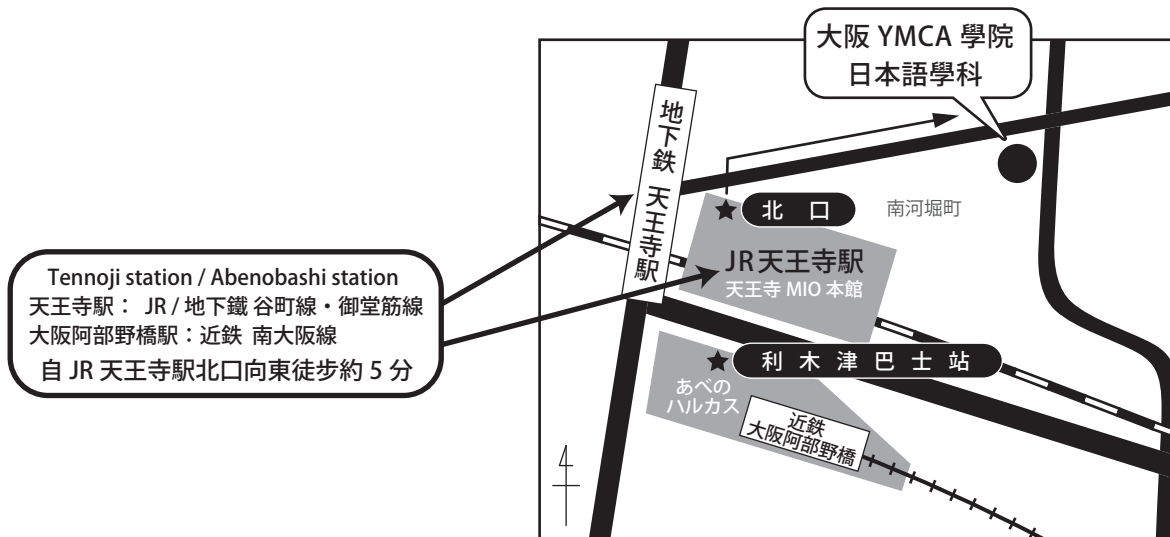 大阪 YMCA 學院
日本語學科
地下鉄 天王寺駅
北口
南河堀町
JR天王寺駅
天王寺 MIO 本館
Tennoji station / Abenobashi station
天王寺駅： JR / 地下鐵 谷町線・御堂筋線
大阪阿部野橋駅：近鉄 南大阪線
自 JR 天王寺駅北口向東徒步約 5 分
利木津巴士站
あべの
ハルカス
近鉄
大阪阿部野橋